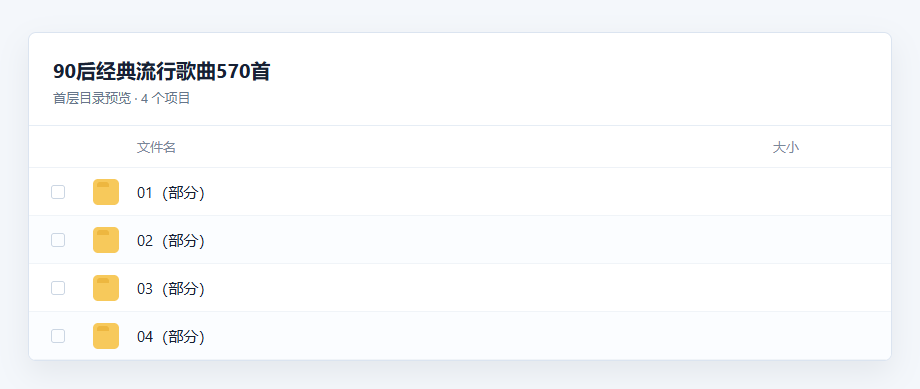 90后经典流行歌曲570首
首层目录预览 · 4 个项目
文件名 大小
01（部分）
02（部分）
03（部分）
04（部分）